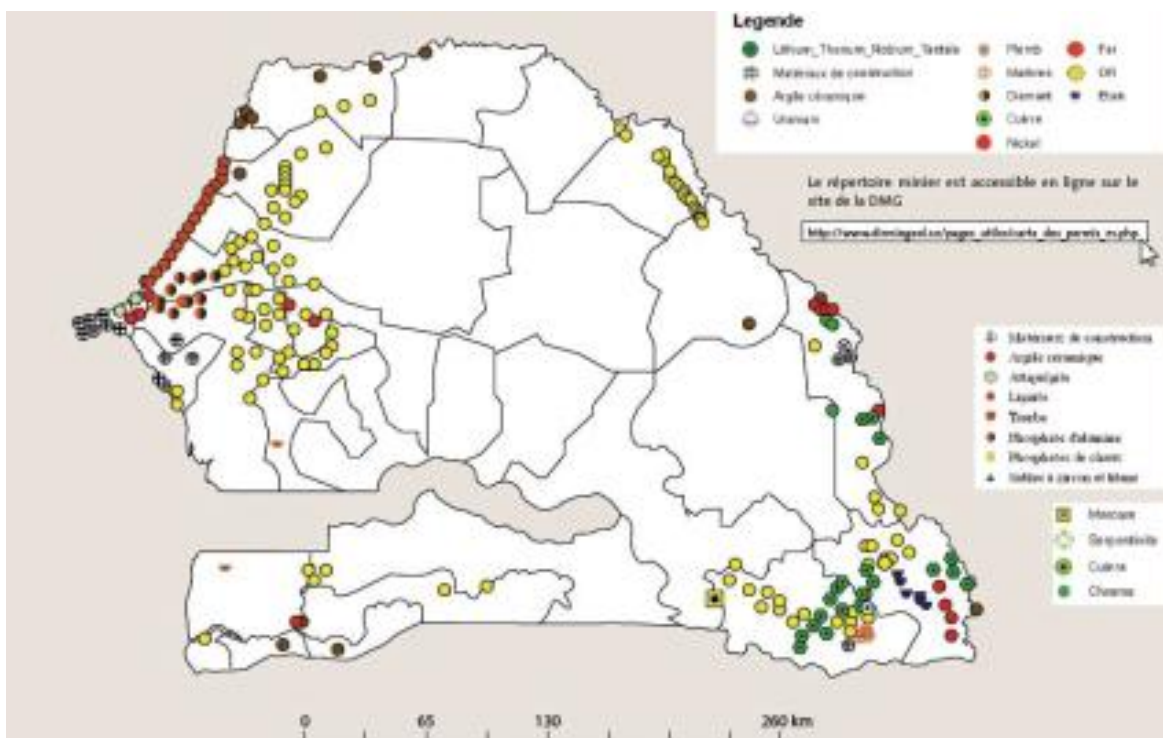 Legende
Lithium_Thorium_Niobium_Tantale
Matériaux de construction
Argile céramique
Uranium
Plomb
Marbres
Diamant
Cuivre
Nickel
Fer
OR
Etain
Le répertoire minier est accessible en ligne sur le
site de la DMG
Matériaux de construction
Argile céramique
Attapulgite
Tourbe
Phosphate d'alumine
Phosphates de chaux
Mercure
Serpentinite
Cuivre
Chrome
0 65 130 260 km